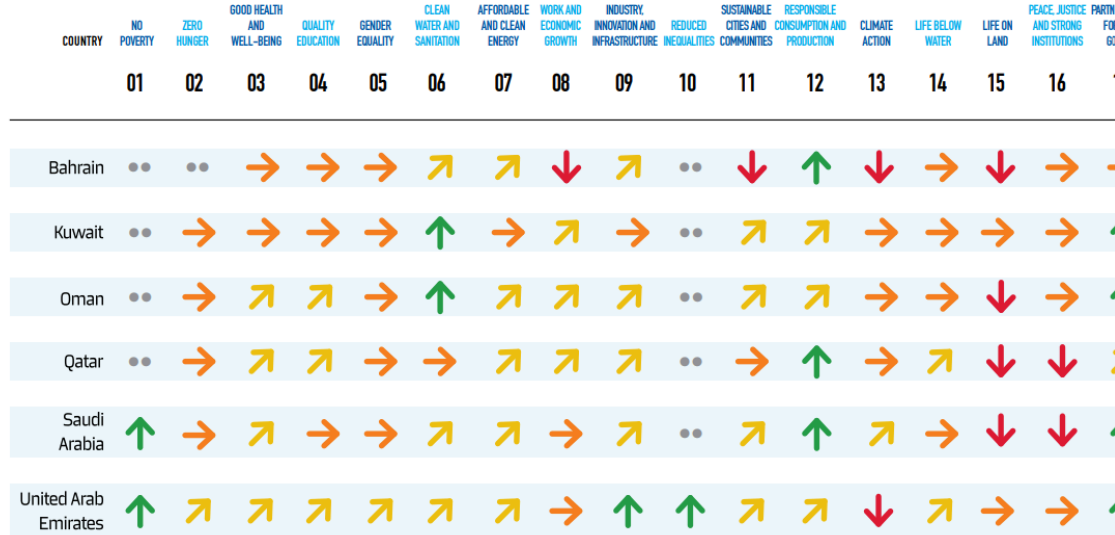 COUNTRY
NO
POVERTY
ZERO
HUNGER
GOOD HEALTH
AND
WELL-BEING
QUALITY
EDUCATION
GENDER
EQUALITY
CLEAN
WATER AND
SANITATION
AFFORDABLE
AND CLEAN
ENERGY
WORK AND
ECONOMIC
GROWTH
INDUSTRY,
INNOVATION AND
INFRASTRUCTURE
REDUCED
INEQUALITIES
SUSTAINABLE
CITIES AND
COMMUNITIES
RESPONSIBLE
CONSUMPTION AND
PRODUCTION
CLIMATE
ACTION
LIFE BELOW
WATER
LIFE ON
LAND
PEACE, JUSTICE
AND STRONG
INSTITUTIONS
01 02 03 04 05 06 07 08 09 10 11 12 13 14 15 16
Bahrain
Kuwait
Oman
Qatar
Saudi
Arabia
United Arab
Emirates